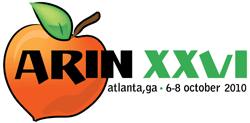 ARIN XXVI
atlanta,ga • 6-8 october 2010